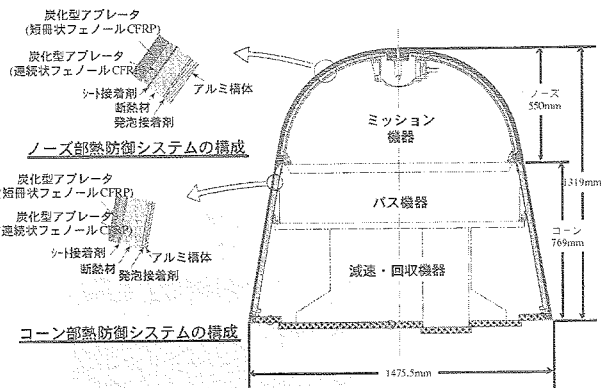 炭化型アブレータ
(短冊状フェノールCFRP)
炭化型アブレータ
(連続状フェノールCFR
シート接着剤
断熱材
発泡接着剤
アルミ構体
ノーズ部熱防御システムの構成
炭化型アブレータ
短冊状フェノールCFRP)
炭化型アブレータ
連続状フェノールCFRP)
シート接着剤
断熱材
発泡接着剤
アルミ構体
コーン部熱防御システムの構成
ミッション
機器
バス機器
減速・回収機器
ノーズ
550mm
1319mm
コーン
769mm
1475.5mm